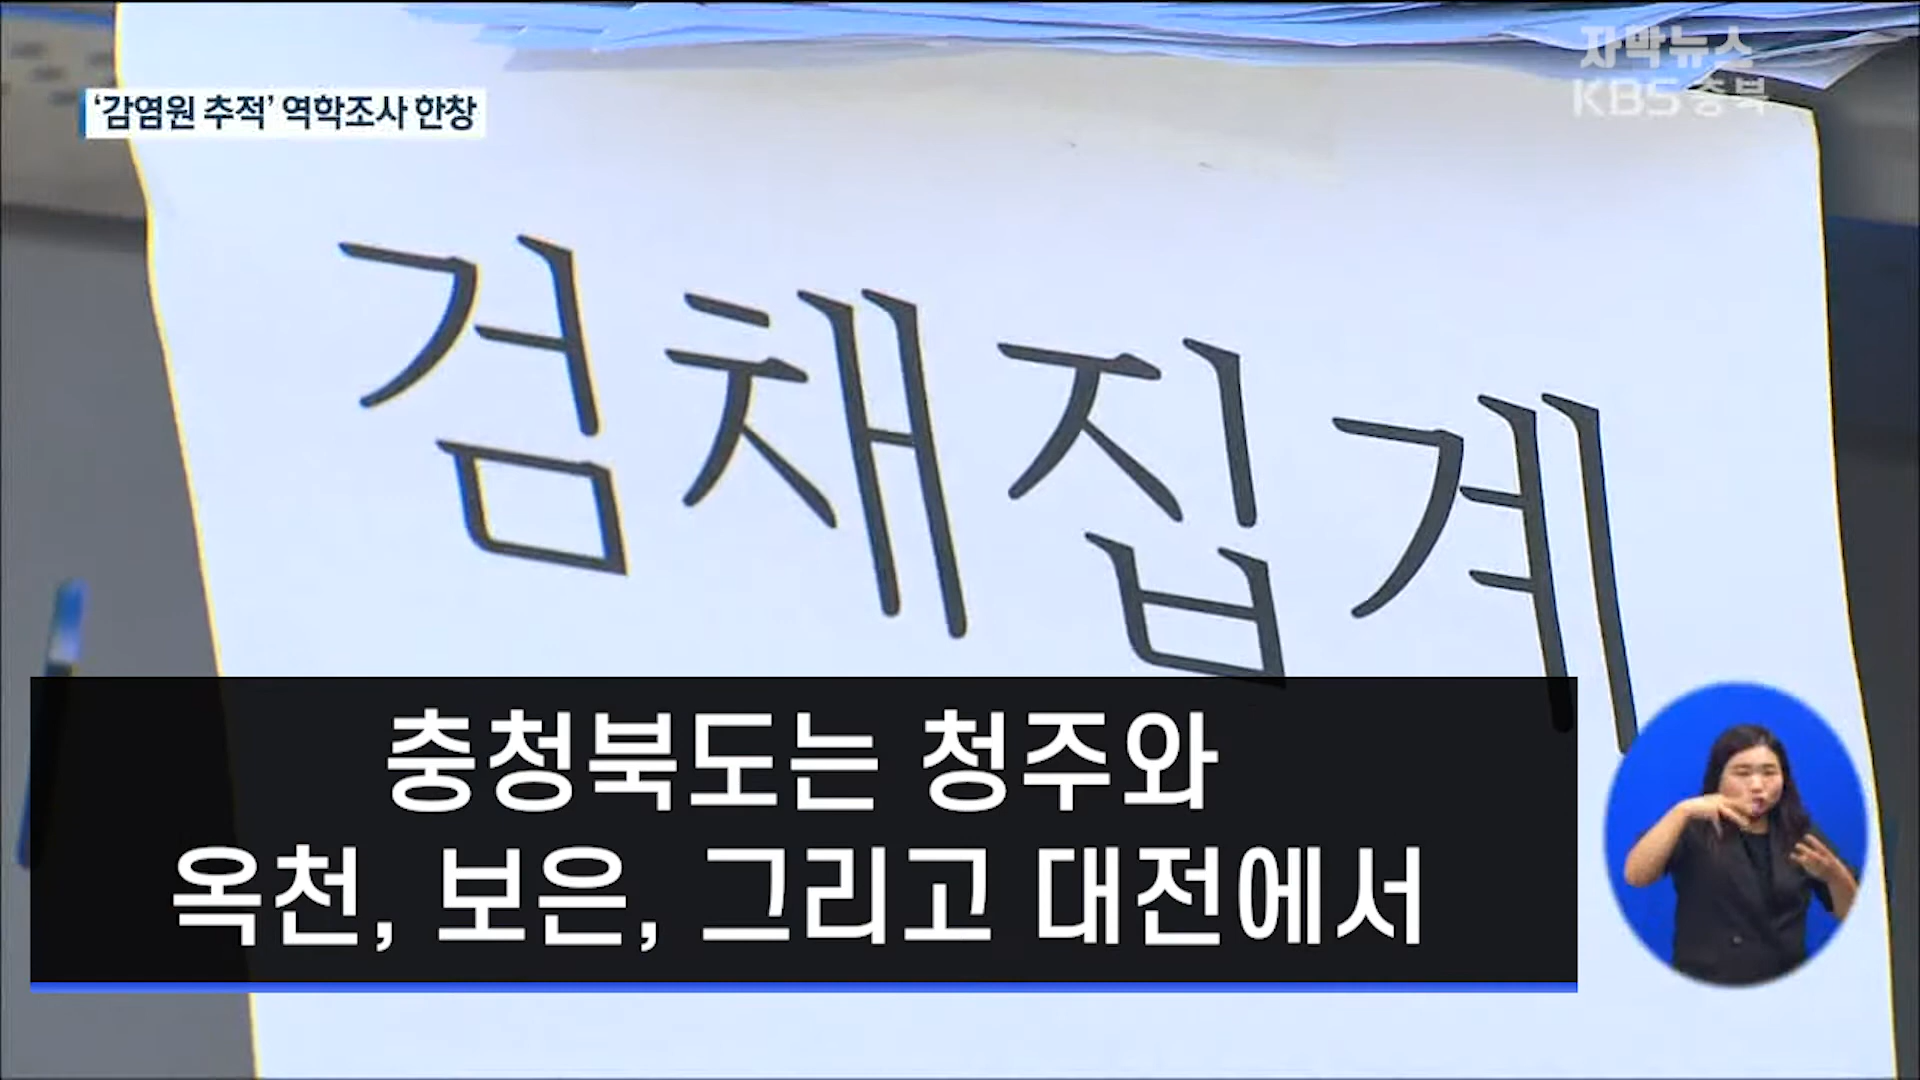 자막뉴스
KBS 충북
‘감염원 추적’ 역학조사 한창
검채집계
충청북도는 청주와
옥천, 보은, 그리고 대전에서